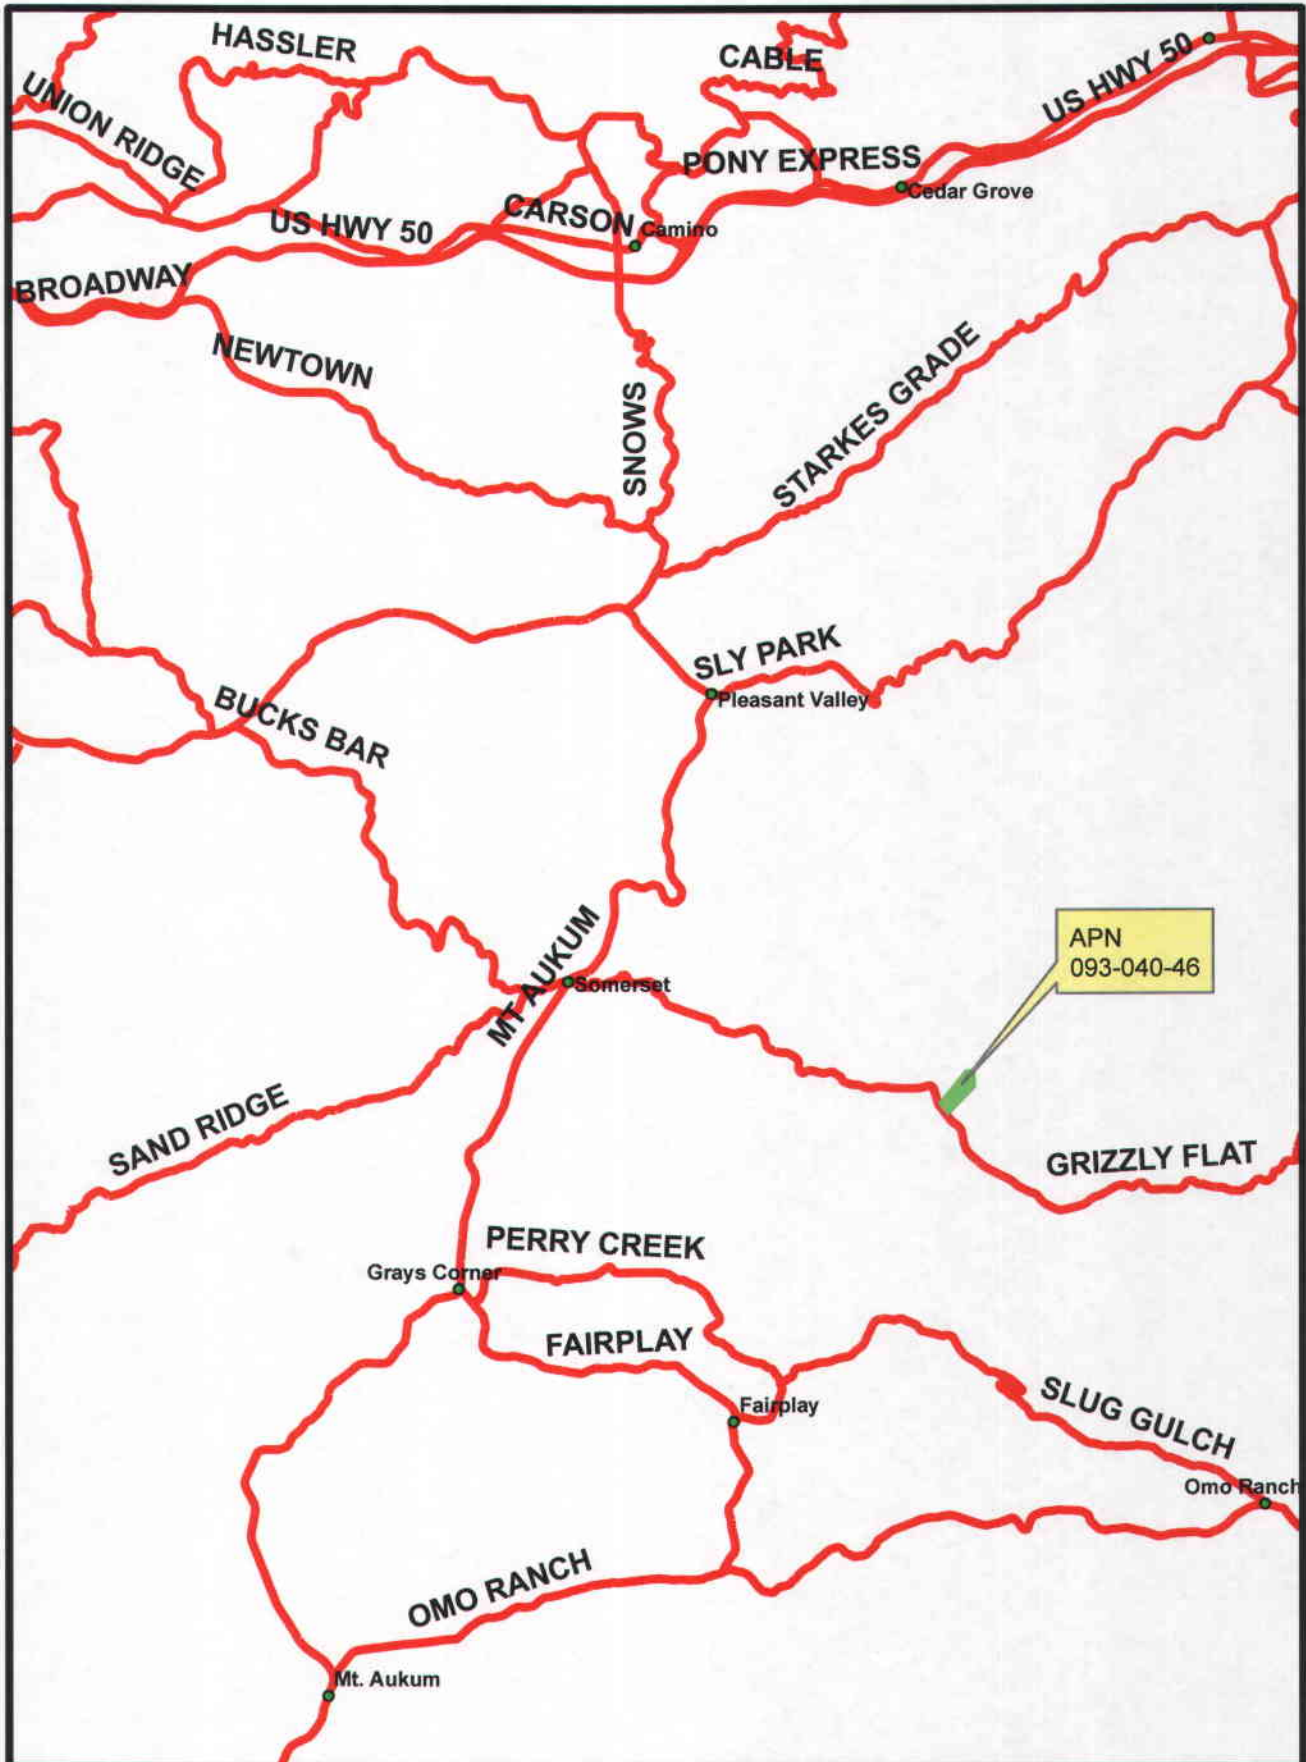 HASSLER
CABLE
US HWY 50
UNION RIDGE
PONY EXPRESS
Cedar Grove
CARSON
Camino
US HWY 50
BROADWAY
NEWTOWN
SNOWS
STARKES GRADE
SLY PARK
Pleasant Valley
BUCKS BAR
APN
093-040-46
MT AUKUM
Somerset
SAND RIDGE
GRIZZLY FLAT
PERRY CREEK
Grays Corner
FAIRPLAY
Fairplay
SLUG GULCH
Omo Ranch
OMO RANCH
Mt. Aukum